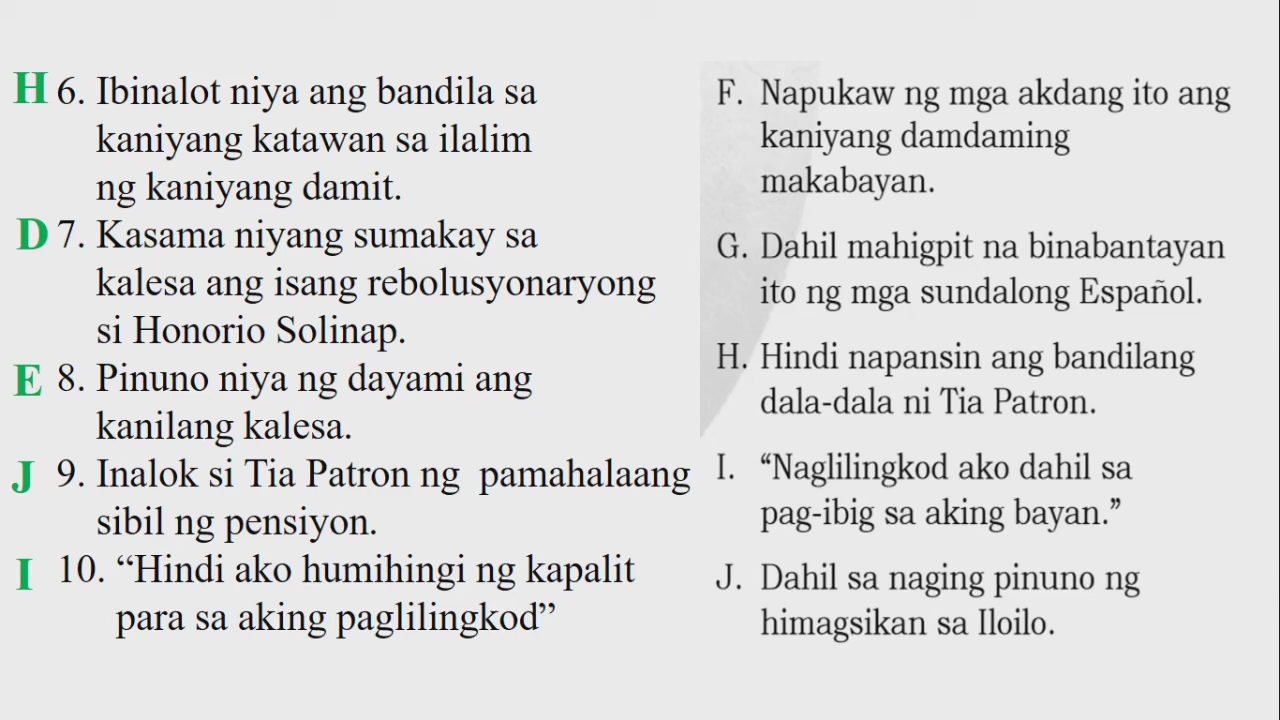 H 6. Ibinalot niya ang bandila sa
kaniyang katawan sa ilalim
ng kaniyang damit.
D 7. Kasama niyang sumakay sa
kalesa ang isang rebolusyonaryong
si Honorio Solinap.
E 8. Pinuno niya ng dayami ang
kanilang kalesa.
J 9. Inalok si Tia Patron ng pamahalaang
sibil ng pensiyon.
I 10. “Hindi ako humihingi ng kapalit
para sa aking paglilingkod”
F. Napukaw ng mga akdang ito ang
kaniyang damdaming
makabayan.
G. Dahil mahigpit na binabantayan
ito ng mga sundalong Español.
H. Hindi napansin ang bandilang
dala-dala ni Tia Patron.
I. “Naglilingkod ako dahil sa
pag-ibig sa aking bayan.”
J. Dahil sa naging pinuno ng
himagsikan sa Iloilo.